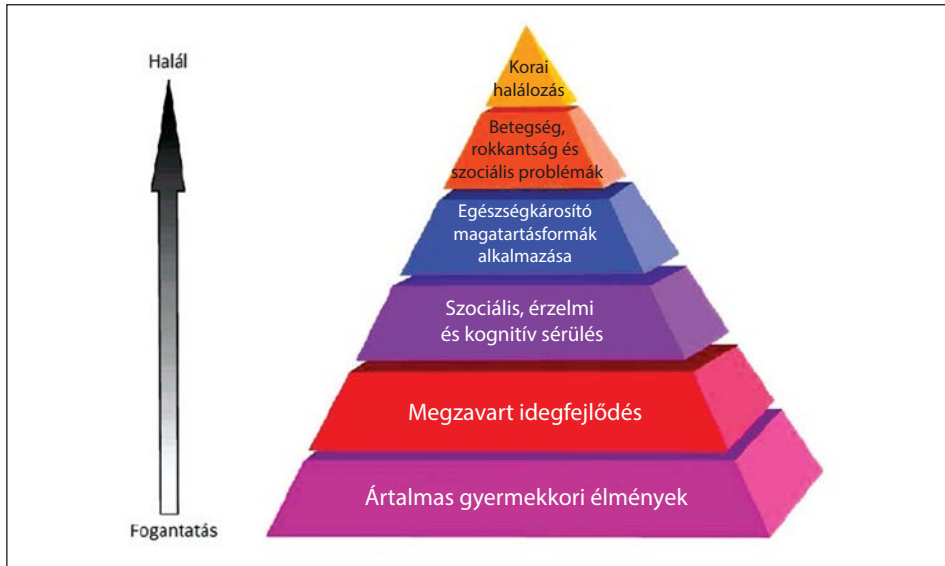 Halál
Korai
halálozás
Betegség,
rokkantság és
szociális problémák
Egészségkárosító
magatartásformák
alkalmazása
Szociális, érzelmi
és kognitív sérülés
Megzavart idegfejlődés
Ártalmas gyermekkori élmények
Fogantatás